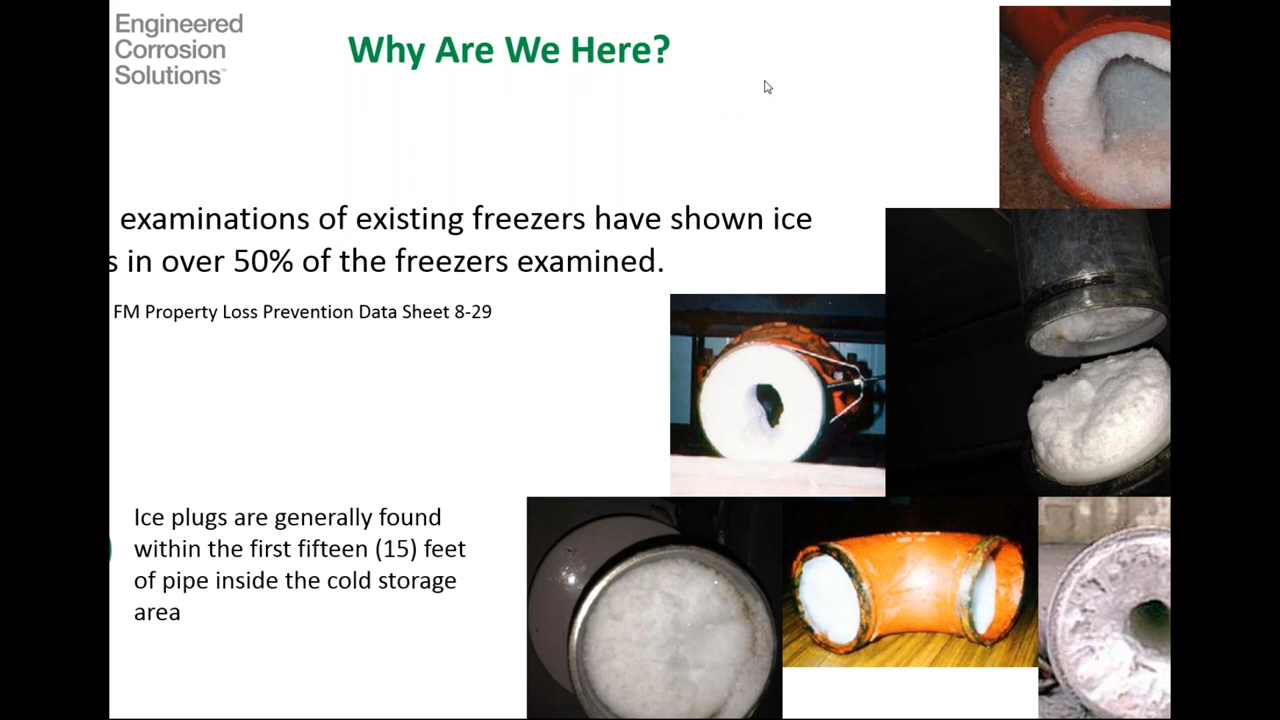 Engineered
Corrosion
Solutions™
Why Are We Here?
examinations of existing freezers have shown ice
s in over 50% of the freezers examined.
FM Property Loss Prevention Data Sheet 8-29
Ice plugs are generally found
within the first fifteen (15) feet
of pipe inside the cold storage
area